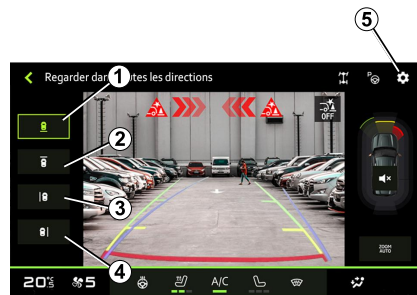 5
Regarder dans toutes les directions
P
1
OFF
2
3
4
ZOOM
AUTO
20°C
5
A/C